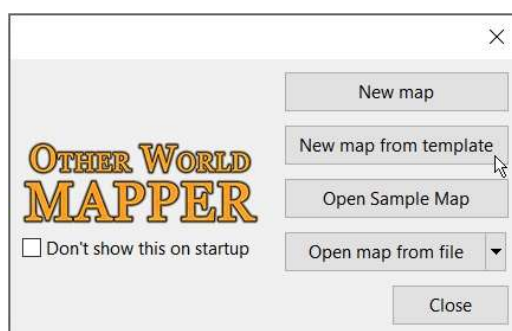 New map
New map from template
OTHER WORLD
MAPPER
Open Sample Map
Don't show this on startup
Open map from file
Close